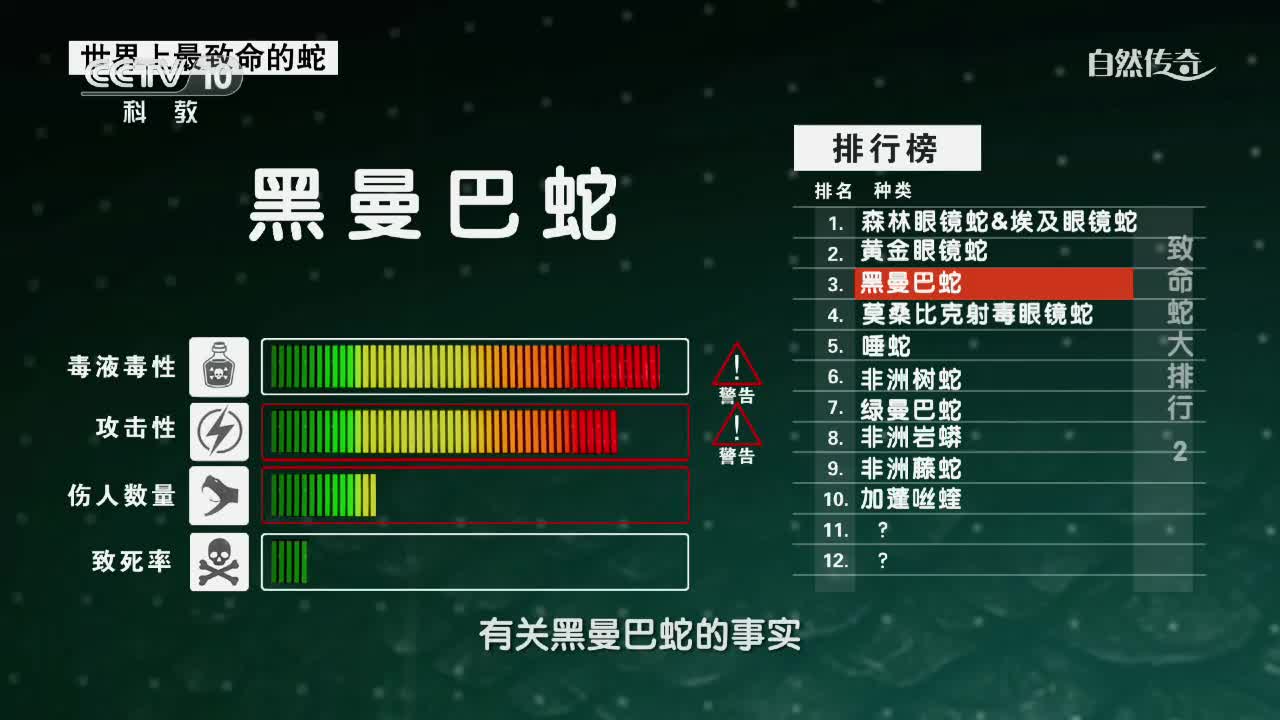 世界上最致命的蛇
CCTV 10
科 教
自然传奇
黑曼巴蛇
毒液毒性
攻击性
伤人数量
致死率
!
警告
!
警告
排行榜
排名 种类
1. 森林眼镜蛇&埃及眼镜蛇
2. 黄金眼镜蛇
3. 黑曼巴蛇
4. 莫桑比克射毒眼镜蛇
5. 唾蛇
6. 非洲树蛇
7. 绿曼巴蛇
8. 非洲岩蟒
9. 非洲藤蛇
10. 加蓬咝蝰
11. ?
12. ?
致命蛇大排行 2
有关黑曼巴蛇的事实